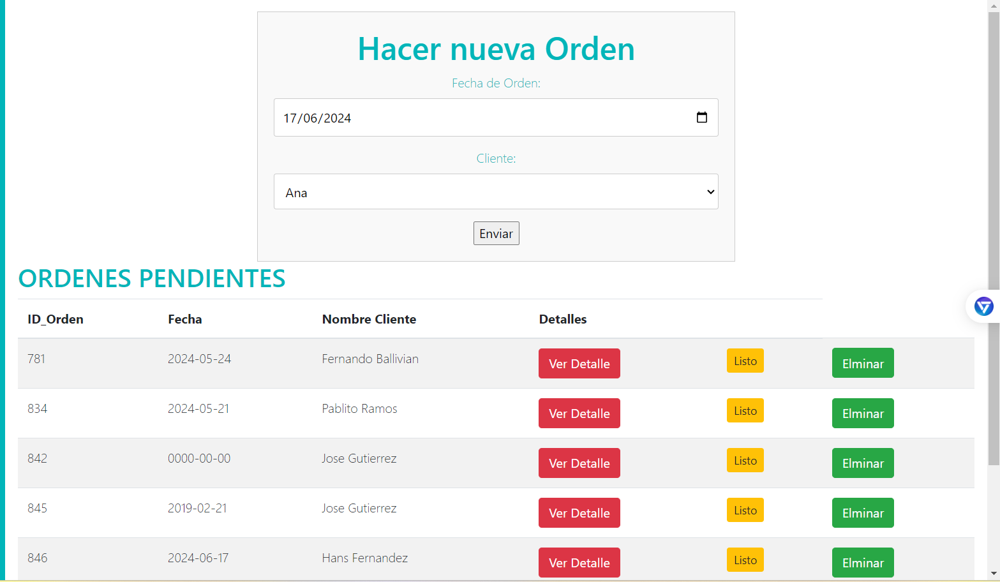 Hacer nueva Orden
Fecha de Orden:
17/06/2024
Cliente:
Ana
Enviar
ORDENES PENDIENTES
ID_Orden Fecha Nombre Cliente Detalles
781 2024-05-24 Fernando Ballivian Ver Detalle Listo Elminar
834 2024-05-21 Pablito Ramos Ver Detalle Listo Elminar
842 0000-00-00 Jose Gutierrez Ver Detalle Listo Elminar
845 2019-02-21 Jose Gutierrez Ver Detalle Listo Elminar
846 2024-06-17 Hans Fernandez Ver Detalle Listo Elminar